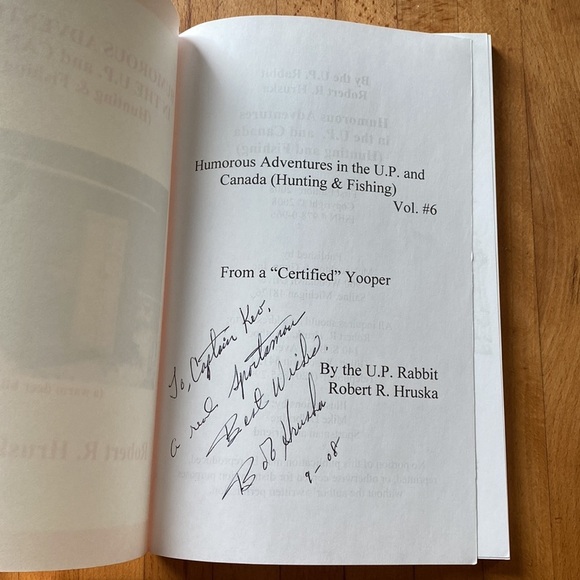 Humorous Adventures in the U.P. and
Canada (Hunting & Fishing)
Vol. #6
From a “Certified” Yooper
By the U.P. Rabbit
Robert R. Hruska
To, Captain Kev,
a real Sportsman
Best Wishes,
Bob Hruska
9-08